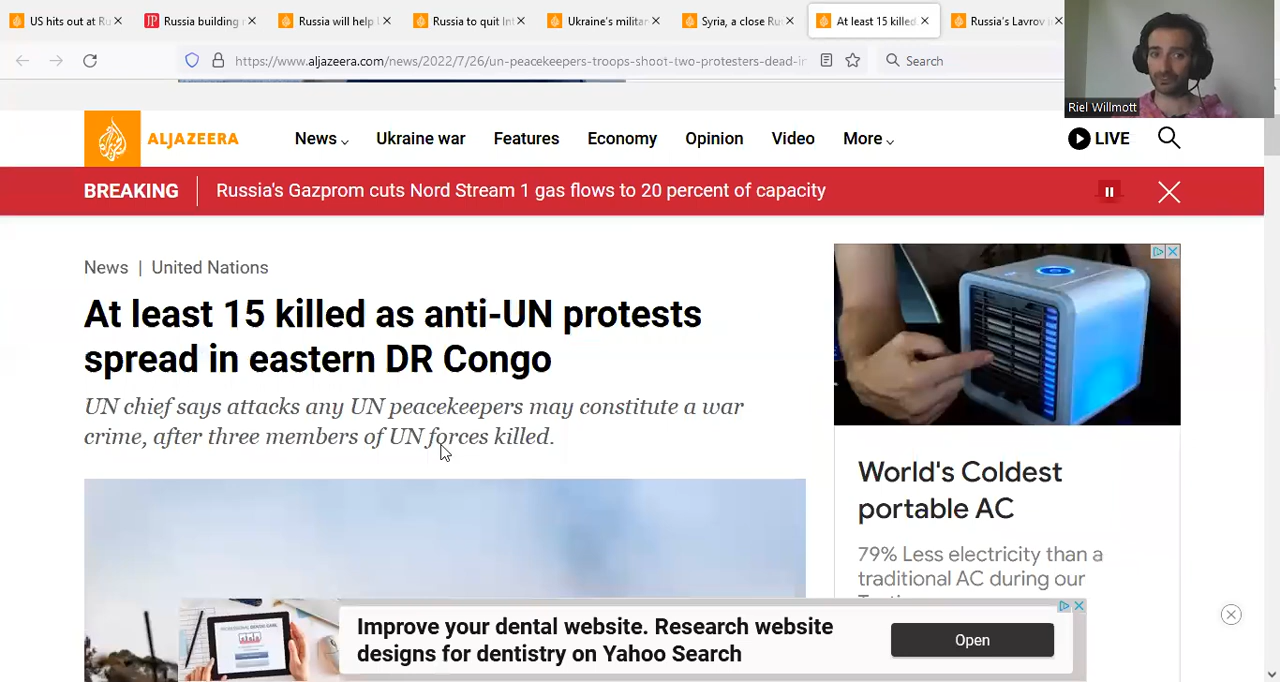 US hits out at Ru
Russia building
Russia will help
Russia to quit Int
Ukraine's milita
Syria, a close Ru
At least 15 killed
Russia's Lavrov
https://www.aljazeera.com/news/2022/7/26/un-peacekeepers-troops-shoot-two-protesters-dead-in
Search
Riel Willmott
ALJAZEERA
News
Ukraine war
Features
Economy
Opinion
Video
More
LIVE
BREAKING
Russia's Gazprom cuts Nord Stream 1 gas flows to 20 percent of capacity
News | United Nations
At least 15 killed as anti-UN protests
spread in eastern DR Congo
UN chief says attacks any UN peacekeepers may constitute a war
crime, after three members of UN forces killed.
World's Coldest
portable AC
79% Less electricity than a
traditional AC during our
Improve your dental website. Research website
designs for dentistry on Yahoo Search
Open